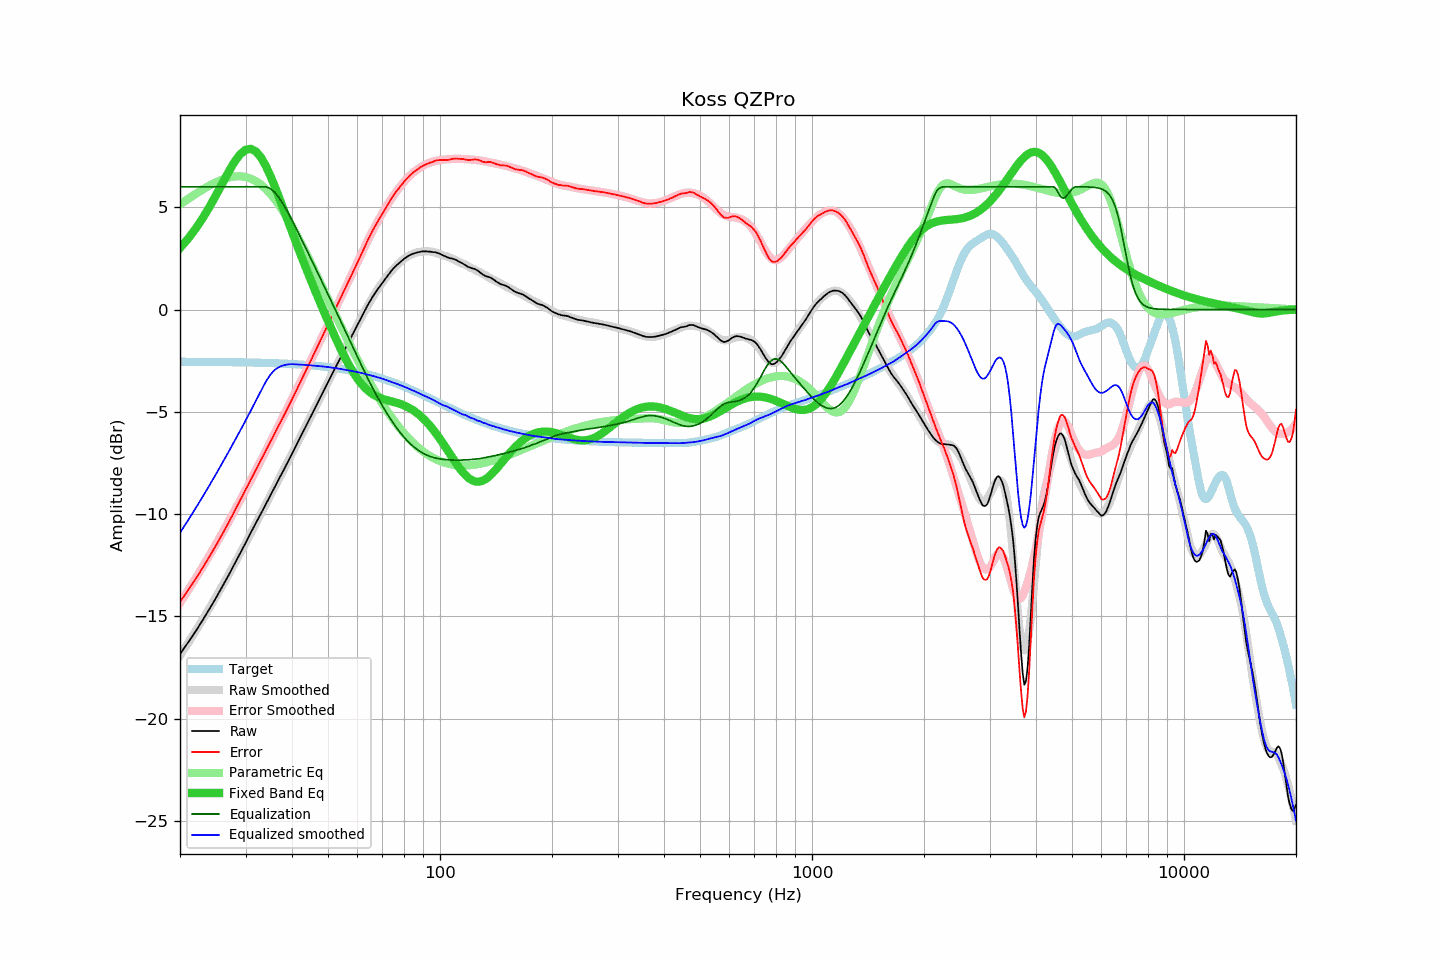 Koss QZPro
Amplitude (dBr)
5
0
−5
−10
−15
−20
−25
Target
Raw Smoothed
Error Smoothed
Raw
Error
Parametric Eq
Fixed Band Eq
Equalization
Equalized smoothed
100
1000
10000
Frequency (Hz)